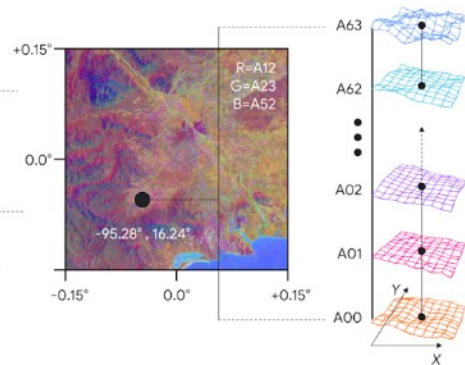 +0.15°
0.0°
R=A12
G=A23
B=A52
-95.28°, 16.24°
-0.15°
0.0°
+0.15°
A63
A62
A02
A01
A00
Y
X